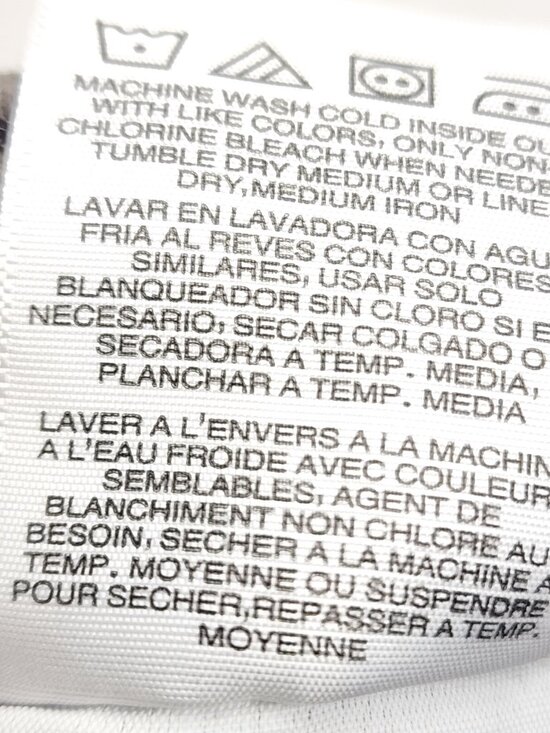 MACHINE WASH COLD INSIDE OU
WITH LIKE COLORS, ONLY NON-
CHLORINE BLEACH WHEN NEEDE
TUMBLE DRY MEDIUM OR LINE
DRY, MEDIUM IRON
LAVAR EN LAVADORA CON AGU
FRIA AL REVES CON COLORES
SIMILARES, USAR SOLO
BLANQUEADOR SIN CLORO SI E
NECESARIO, SECAR COLGADO O
SECADORA A TEMP. MEDIA,
PLANCHAR A TEMP. MEDIA
LAVER A L'ENVERS A LA MACHIN
A L'EAU FROIDE AVEC COULEUR
SEMBLABLES, AGENT DE
BLANCHIMENT NON CHLORE AU
BESOIN, SECHER A LA MACHINE A
TEMP. MOYENNE OU SUSPENDRE
POUR SECHER,REPASSER A TEMP.
MOYENNE